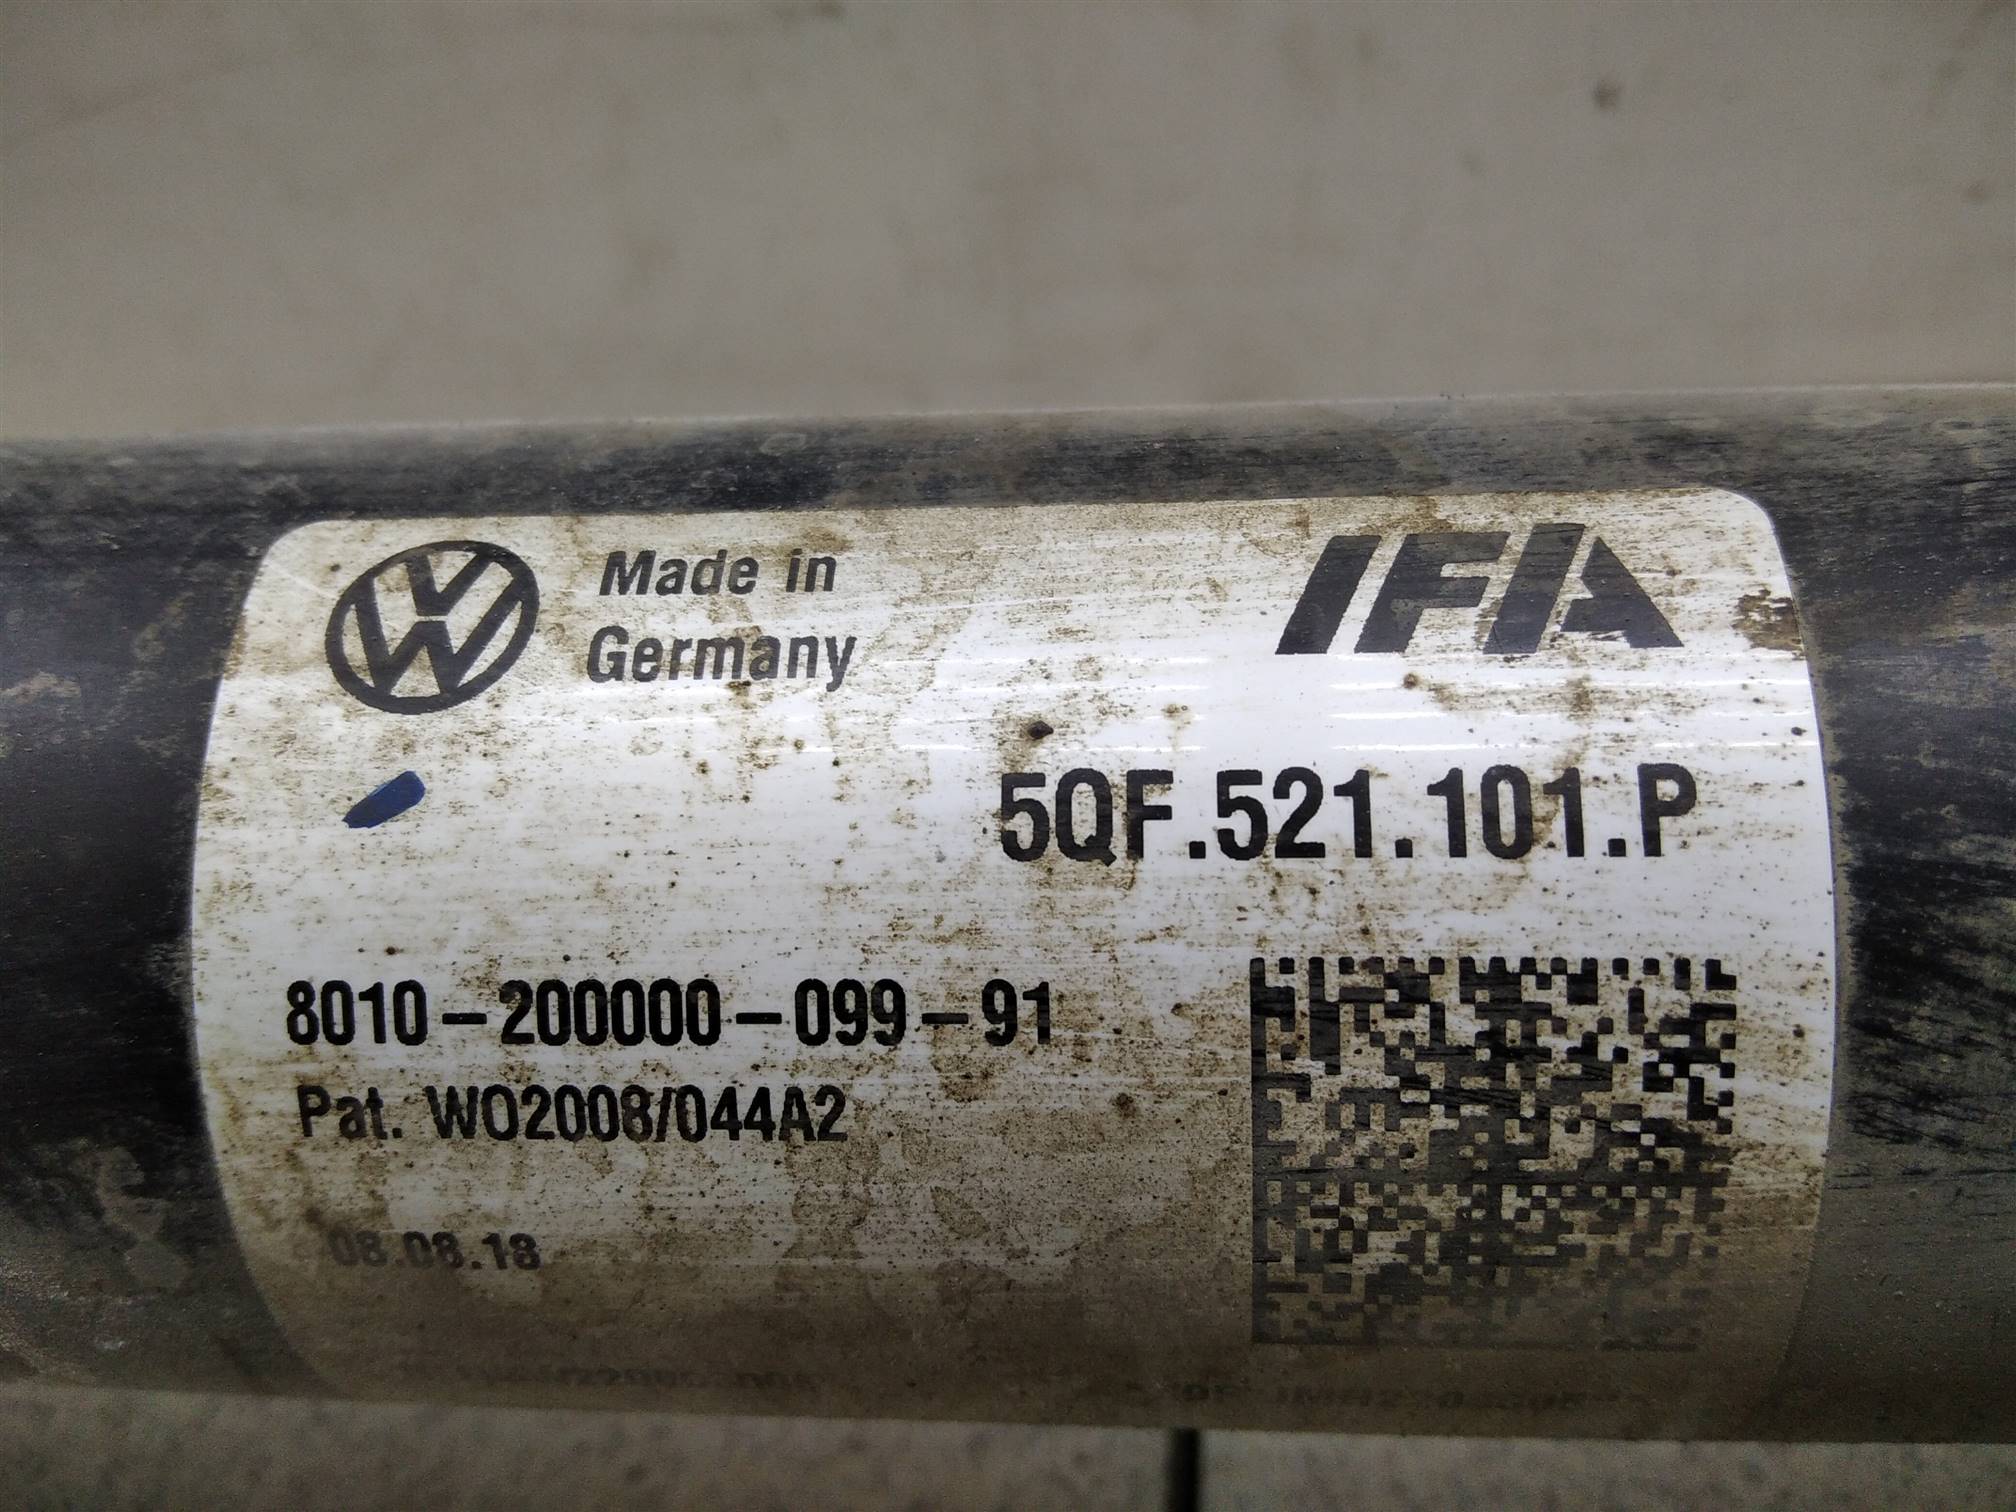 Made in
Germany
IFA
5QF.521.101.P
8010-200000-099-91
Pat. WO2008/044A2
08.08.18